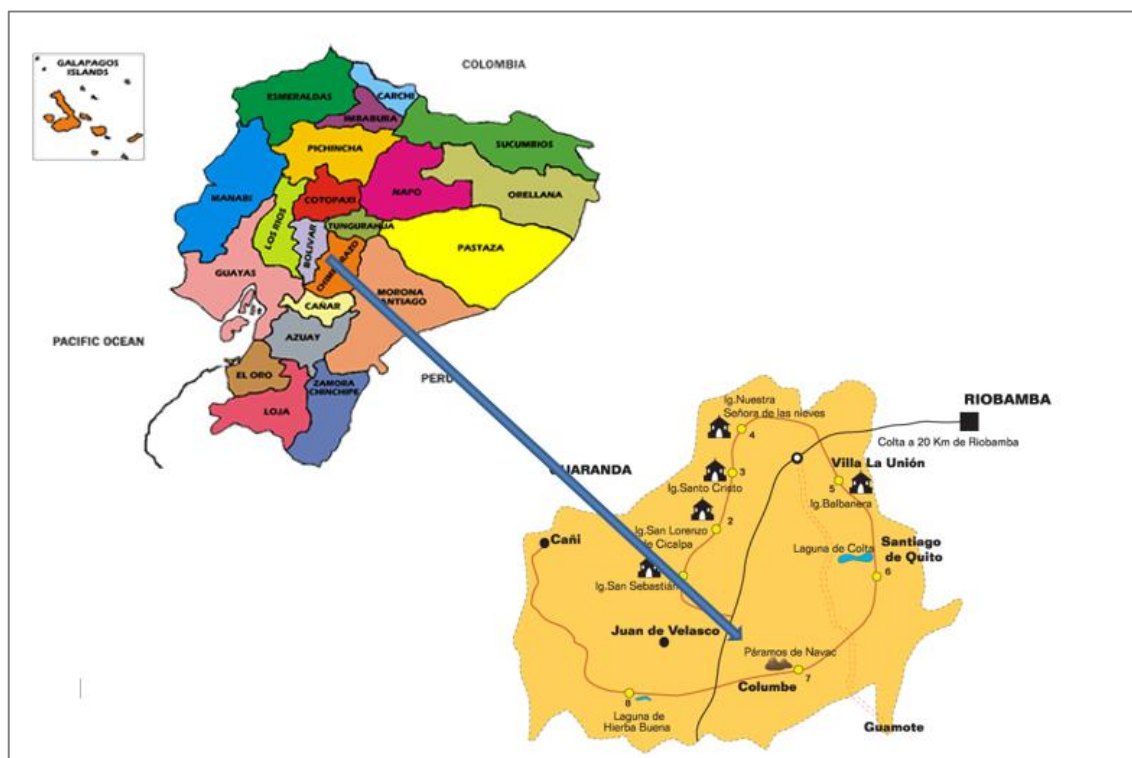 GALAPAGOS
ISLANDS
COLOMBIA
ESMERALDAS
CARCHI
IMBABURA
SUCUMBIOS
PICHINCHA
NAPO
ORELLANA
MANABI
COTOPAXI
LOS RIOS
TUNGURAHUA
BOLIVAR
PASTAZA
GUAYAS
MORONA
SANTIAGO
CAÑAR
AZUAY
PACIFIC OCEAN
EL ORO
PERU
ZAMORA
CHINCHIPE
LOJA
Ig.Nuestra
Señora de las nieves
4
RIOBAMBA
Colta a 20 Km de Riobamba
3
Villa La Unión
Ig.Santo Cristo
5
Ig.Balbanera
2
Ig.San Lorenzo
de Cicalpa
Cañi
Laguna de Colta
Santiago
de Quito
6
Ig.San Sebastián
Juan de Velasco
Páramos de Navac
7
Columbe
8
Laguna de
Hierba Buena
Guamote